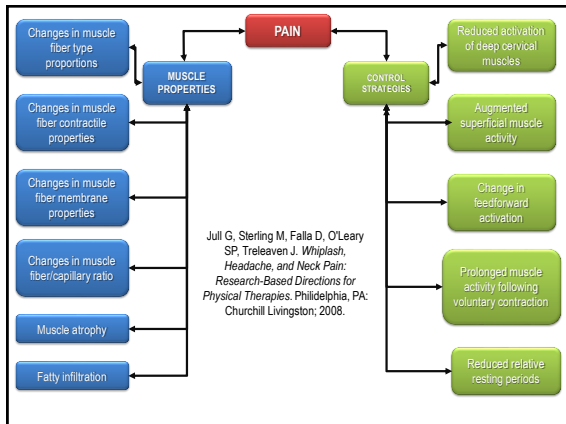 PAIN
MUSCLE
PROPERTIES
CONTROL
STRATEGIES
Changes in muscle
fiber type
proportions
Changes in muscle
fiber contractile
properties
Changes in muscle
fiber membrane
properties
Changes in muscle
fiber/capillary ratio
Muscle atrophy
Fatty infiltration
Reduced activation
of deep cervical
muscles
Augmented
superficial muscle
activity
Change in
feedforward
activation
Prolonged muscle
activity following
voluntary contraction
Reduced relative
resting periods
Jull G, Sterling M, Falla D, O'Leary
SP, Treleaven J. Whiplash,
Headache, and Neck Pain:
Research-Based Directions for
Physical Therapies. Philidelphia, PA:
Churchill Livingston; 2008.